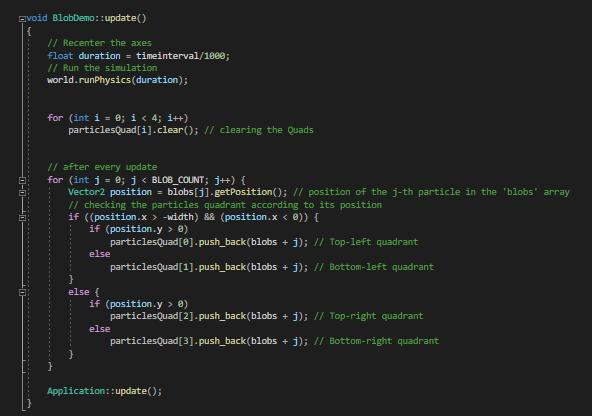 void BlobDemo::update()
{
    // Recenter the axes
    float duration = timeinterval/1000;
    // Run the simulation
    world.runPhysics(duration);
    for (int i = 0; i < 4; i++)
        particlesQuad[i].clear(); // clearing the Quads
    // after every update
    for (int j = 0; j < BLOB_COUNT; j++) {
        Vector2 position = blobs[j].getPosition(); // position of the j-th particle in the 'blobs' array
        // checking the particles quadrant according to its position
        if ((position.x > -width) && (position.x < 0)) {
            if (position.y > 0)
                particlesQuad[0].push_back(blobs + j); // Top-left quadrant
            else
                particlesQuad[1].push_back(blobs + j); // Bottom-left quadrant
        }
        else {
            if (position.y > 0)
                particlesQuad[2].push_back(blobs + j); // Top-right quadrant
            else
                particlesQuad[3].push_back(blobs + j); // Bottom-right quadrant
        }
    }
    Application::update();
}